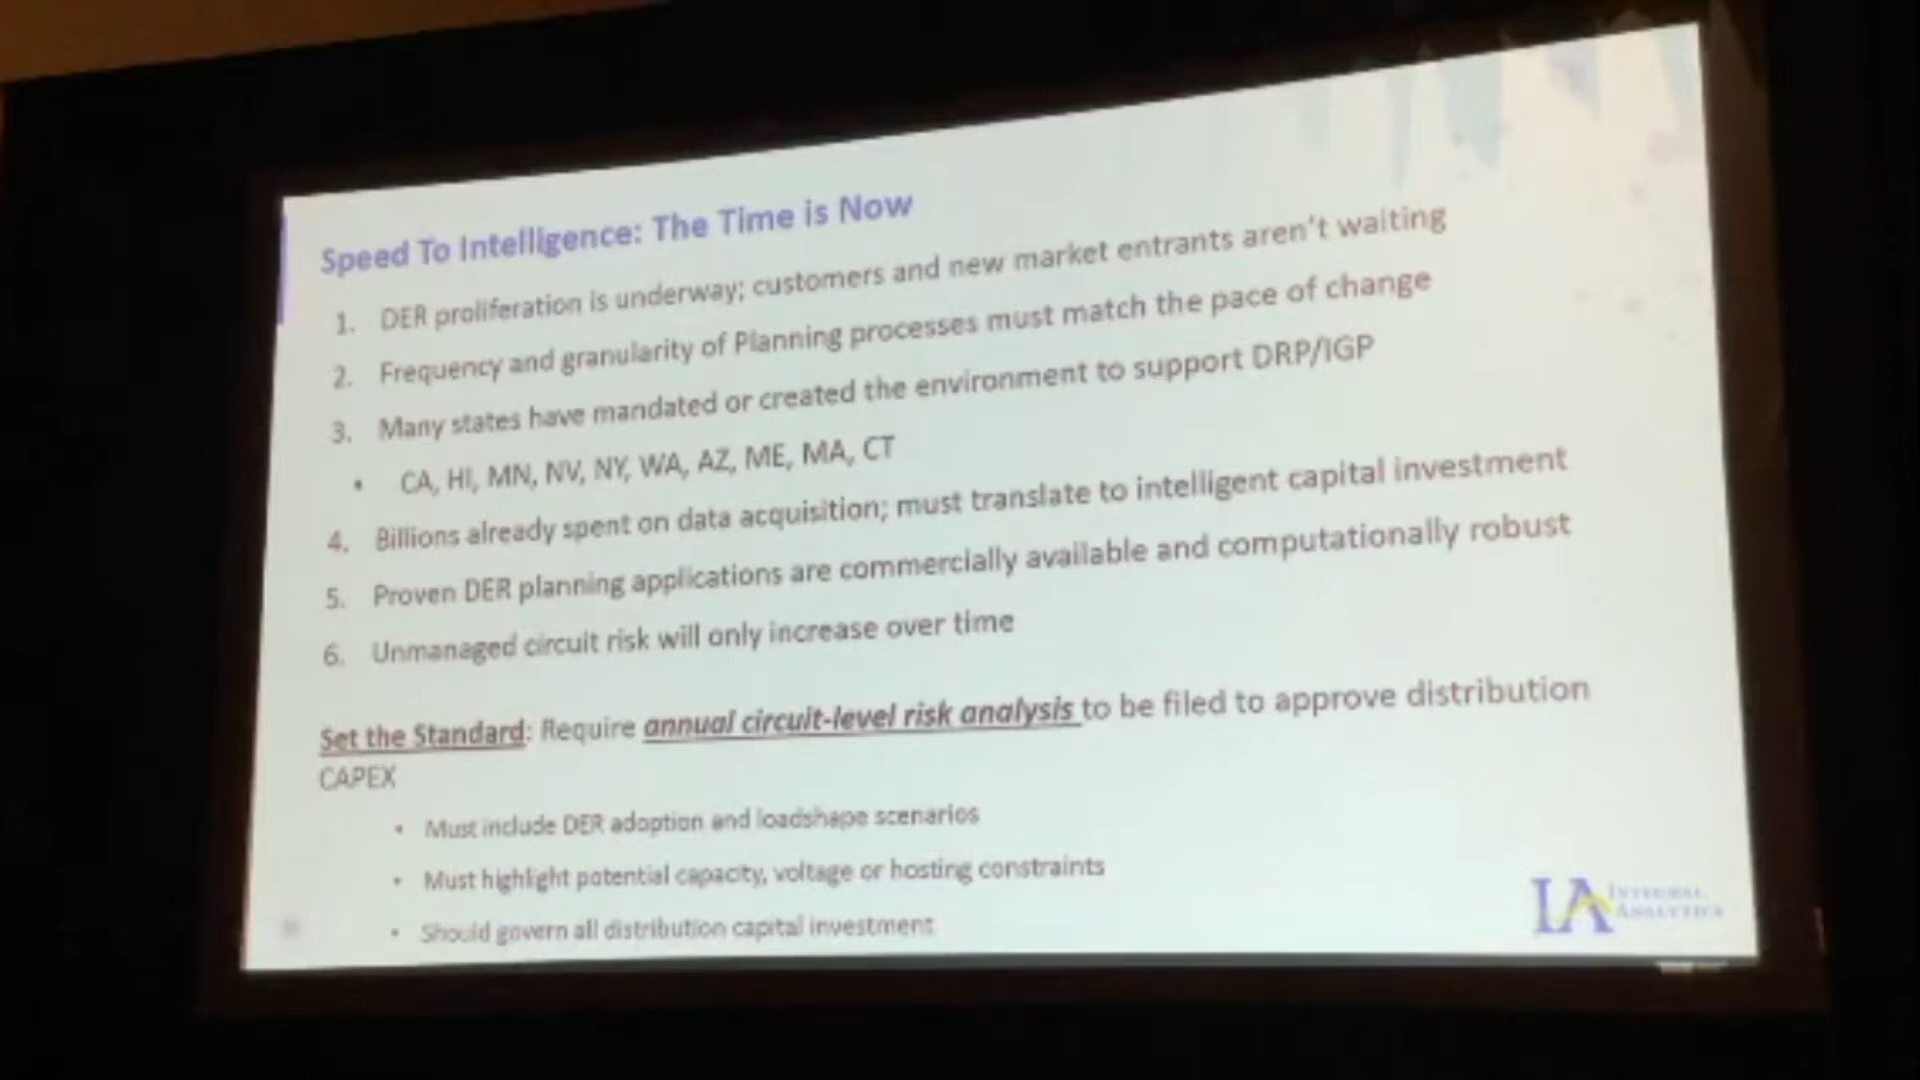 Speed To Intelligence: The Time is Now
1. DER proliferation is underway; customers and new market entrants aren't waiting
2. Frequency and granularity of Planning processes must match the pace of change
3. Many states have mandated or created the environment to support DRP/IGP
• CA, HI, MN, NV, NY, WA, AZ, ME, MA, CT
4. Billions already spent on data acquisition; must translate to intelligent capital investment
5. Proven DER planning applications are commercially available and computationally robust
6. Unmanaged circuit risk will only increase over time
Set the Standard: Require annual circuit-level risk analysis to be filed to approve distribution
CAPEX
• Must include DER adoption and loadshape scenarios
• Must highlight potential capacity, voltage or hosting constraints
• Should govern all distribution capital investment
IA INTEGRAL
ANALYTICS